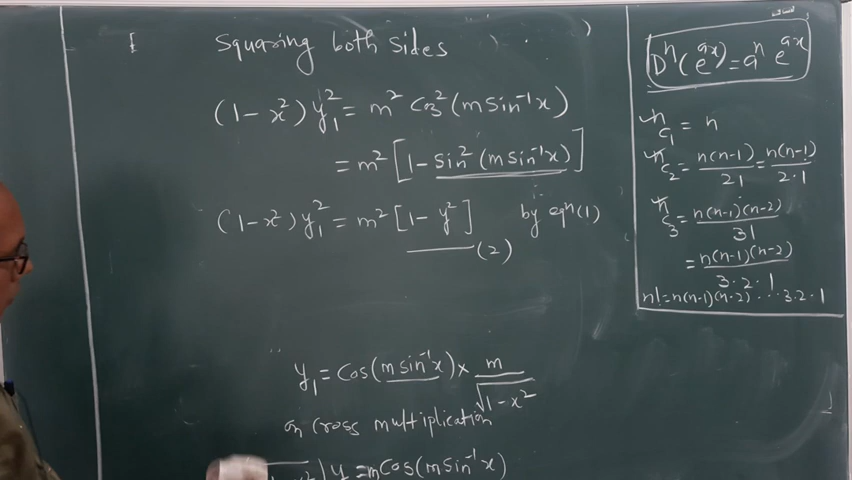 Squaring both sides
(1-x²)y₁² = m² Cos²(m sin⁻¹x)
= m² [1 - sin²(m sin⁻¹x)]
(1-x²)y₁² = m² [1 - y²] by eqn(1)
(2)
y₁ = Cos(m sin⁻¹x) × m/√(1-x²)
on cross multiplication
y = m Cos(m sin⁻¹x)
Dⁿ(e^ax) = aⁿ e^ax
ⁿC₁ = n
ⁿC₂ = n(n-1)/2! = n(n-1)/2·1
ⁿC₃ = n(n-1)(n-2)/3!
= n(n-1)(n-2)/3·2·1
n! = n(n-1)(n-2)....3·2·1